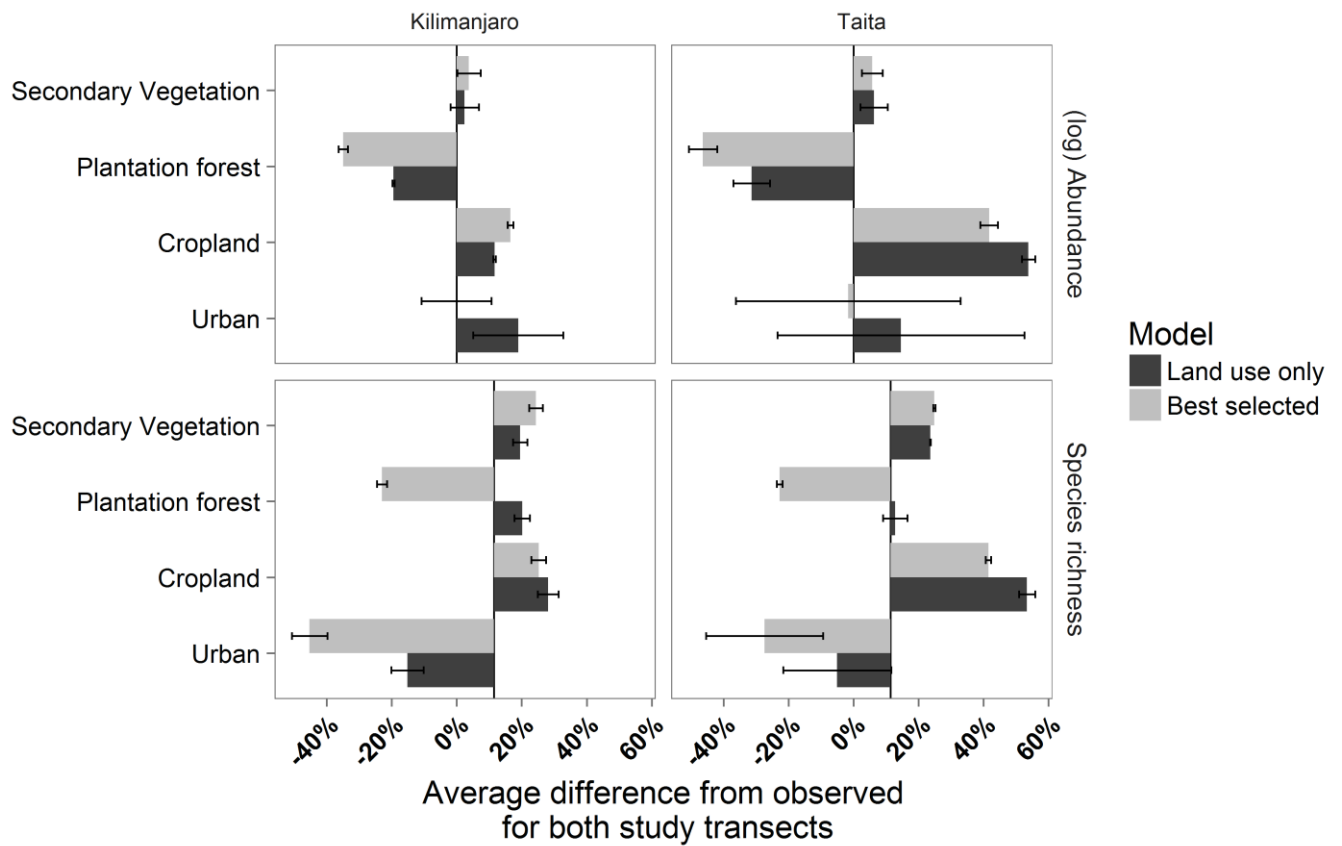 Kilimanjaro
Taita
Secondary Vegetation
Plantation forest
Cropland
Urban
(log) Abundance
Secondary Vegetation
Plantation forest
Cropland
Urban
Species richness
Model
Land use only
Best selected
-40%
-20%
0%
20%
40%
60%
-40%
-20%
0%
20%
40%
60%
Average difference from observed
for both study transects